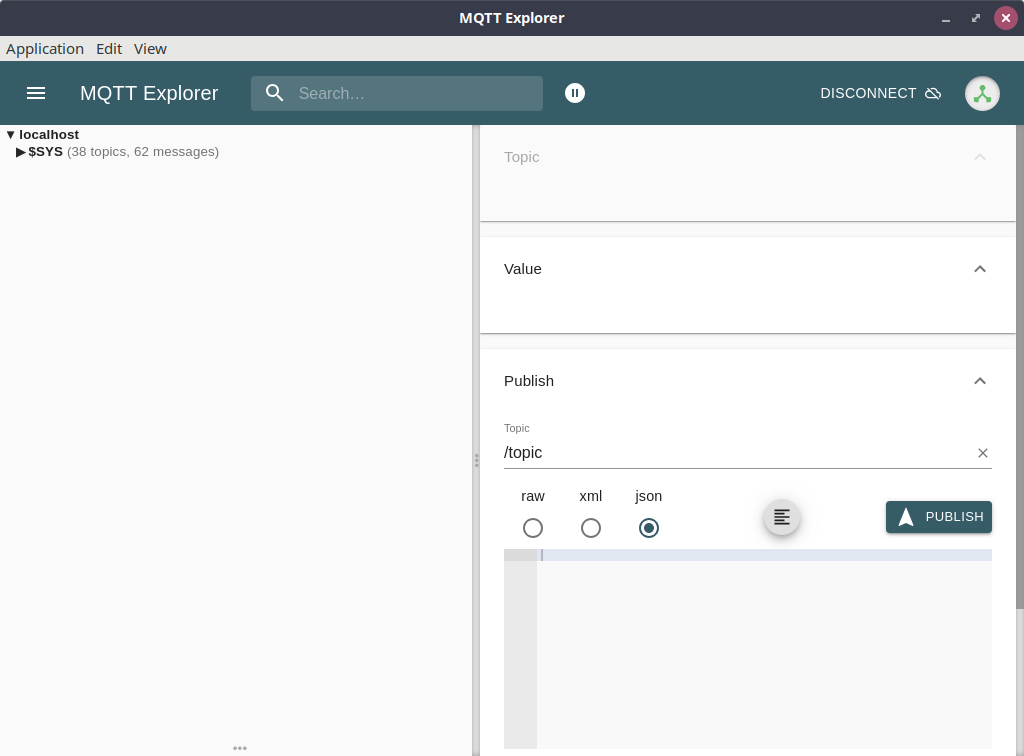 MQTT Explorer
Application Edit View
MQTT Explorer
Search…
DISCONNECT
▼ localhost
▶ $SYS (38 topics, 62 messages)
Topic
Value
Publish
Topic
/topic
raw xml json
PUBLISH